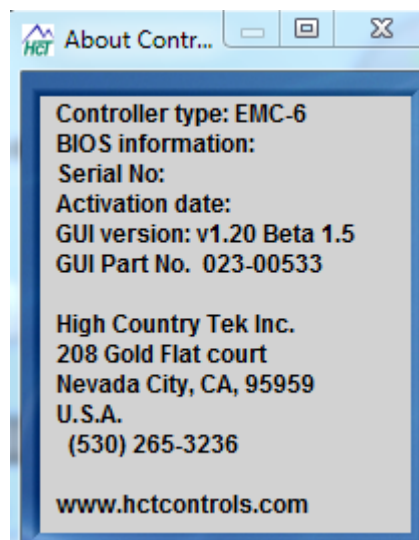 HCT About Contr...
Controller type: EMC-6
BIOS information:
Serial No:
Activation date:
GUI version: v1.20 Beta 1.5
GUI Part No. 023-00533
High Country Tek Inc.
208 Gold Flat court
Nevada City, CA, 95959
U.S.A.
(530) 265-3236
www.hctcontrols.com